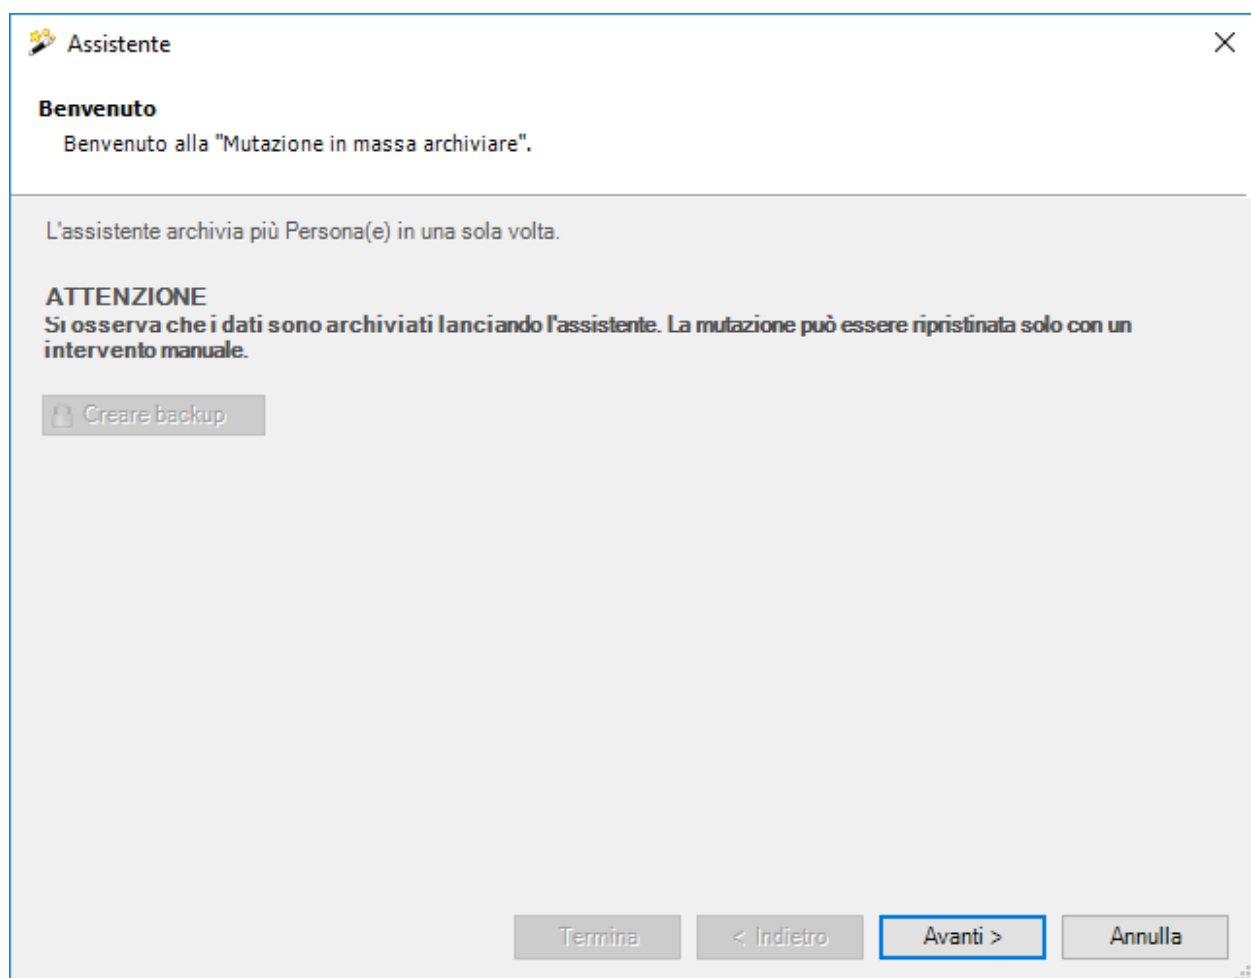 Assistente
Benvenuto
Benvenuto alla "Mutazione in massa archiviare".
L'assistente archivia più Persona(e) in una sola volta.
ATTENZIONE
Si osserva che i dati sono archiviati lanciando l'assistente. La mutazione può essere ripristinata solo con un
intervento manuale.
Creare backup
Termina
< Indietro
Avanti >
Annulla